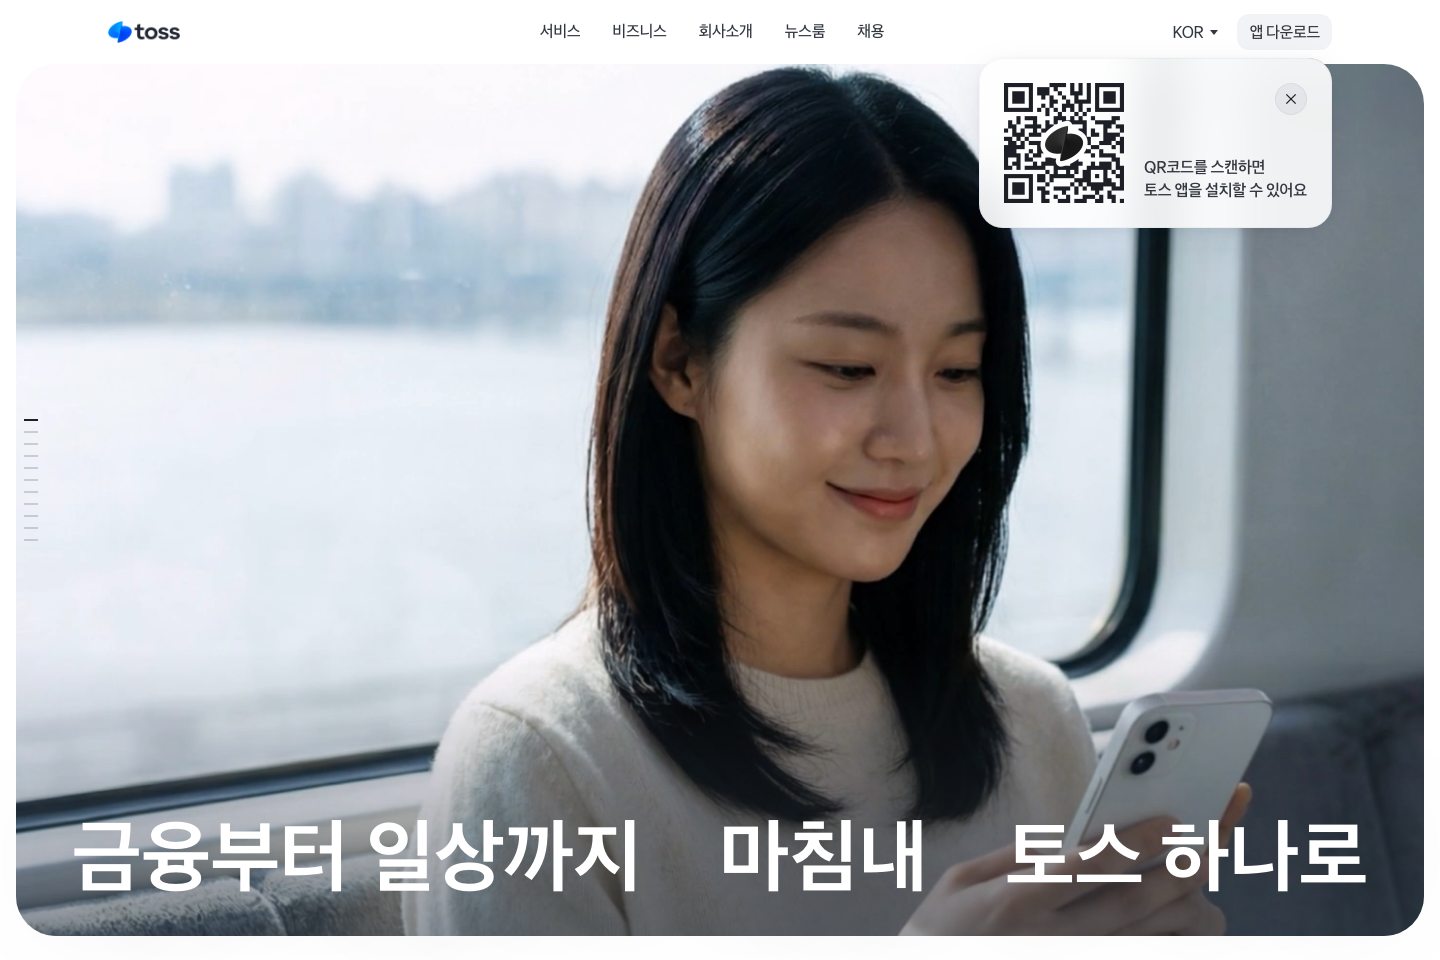 toss
서비스
비즈니스
회사소개
뉴스룸
채용
KOR
앱 다운로드
QR코드를 스캔하면
토스 앱을 설치할 수 있어요
금융부터 일상까지 마침내 토스 하나로